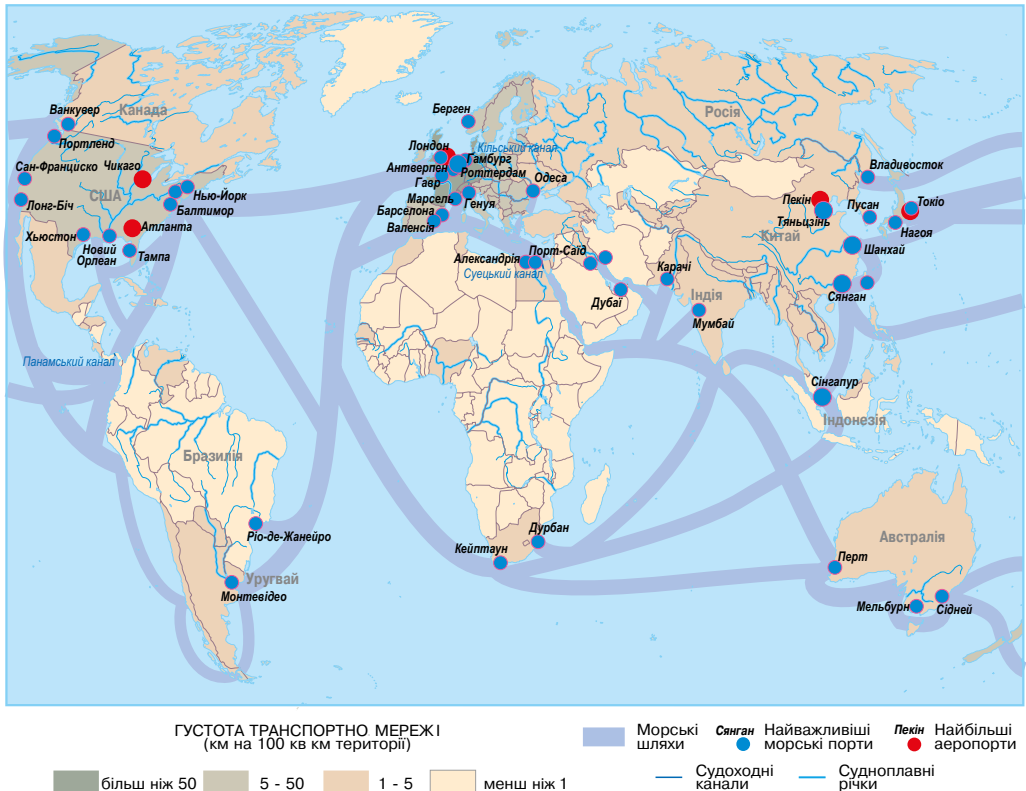 Берген
Ванкувер
Канада
Росія
Портленд
Лондон
Кільський канал
Гамбург
Сан-Франциско
Чикаго
Антверпен
Роттердам
Одеса
Владивосток
Гавр
США
Нью-Йорк
Марсель
Генуя
Пекін
Пусан
Токіо
Лонг-Біч
Балтимор
Барселона
Тяньцзінь
Атланта
Валенсія
Нагоя
Хьюстон
Китай
Новий
Орлеан
Тампа
Порт-Саїд
Шанхай
Александрія
Суецький канал
Карачі
Дубаї
Індія
Сянган
Мумбай
Панамський канал
Сінгапур
Індонезія
Бразилія
Ріо-де-Жанейро
Дурбан
Кейптаун
Австралія
Перт
Уругвай
Монтевідео
Мельбурн
Сідней
ГУСТОТА ТРАНСПОРТНО МЕРЕЖІ
(км на 100 кв км території)
більш ніж 50
5 - 50
1 - 5
менш ніж 1
Морські
шляхи
Сянган
Найважливіші
морські порти
Пекін
Найбільші
аеропорти
Судоходні
канали
Судноплавні
річки